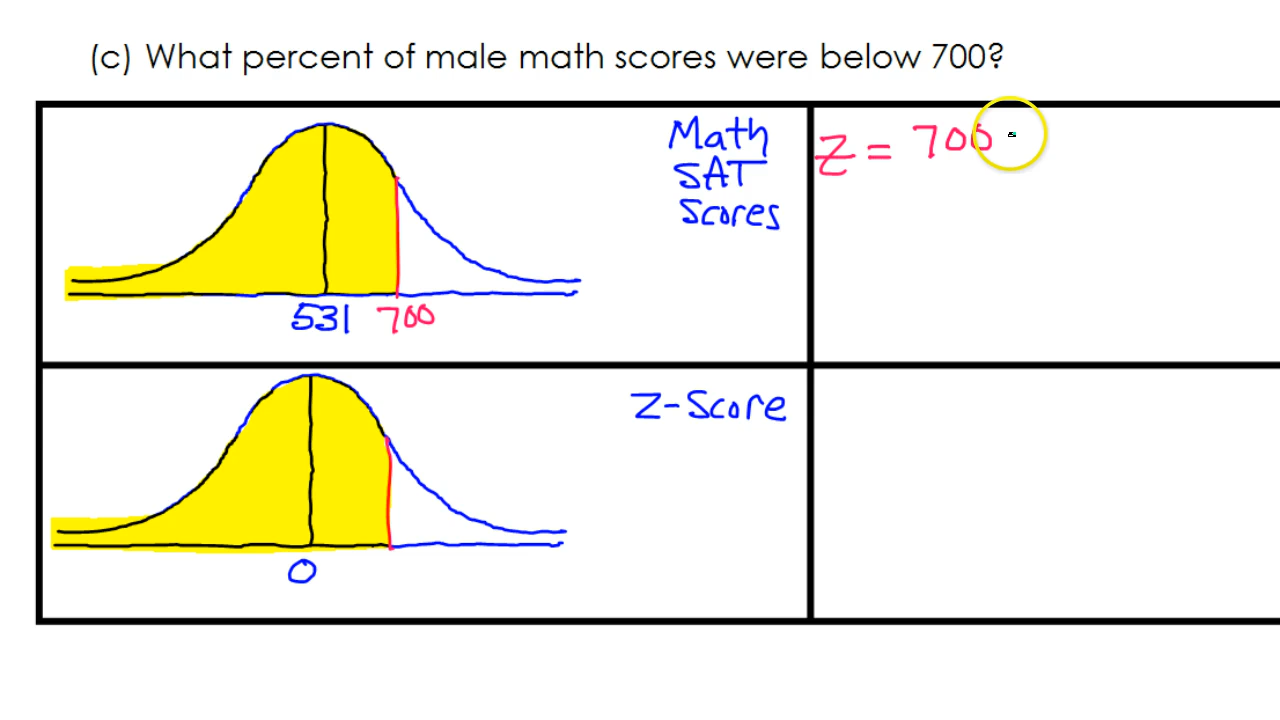 (c) What percent of male math scores were below 700?
Math
SAT
Scores
Z = 700 -
531 700
Z-Score
0